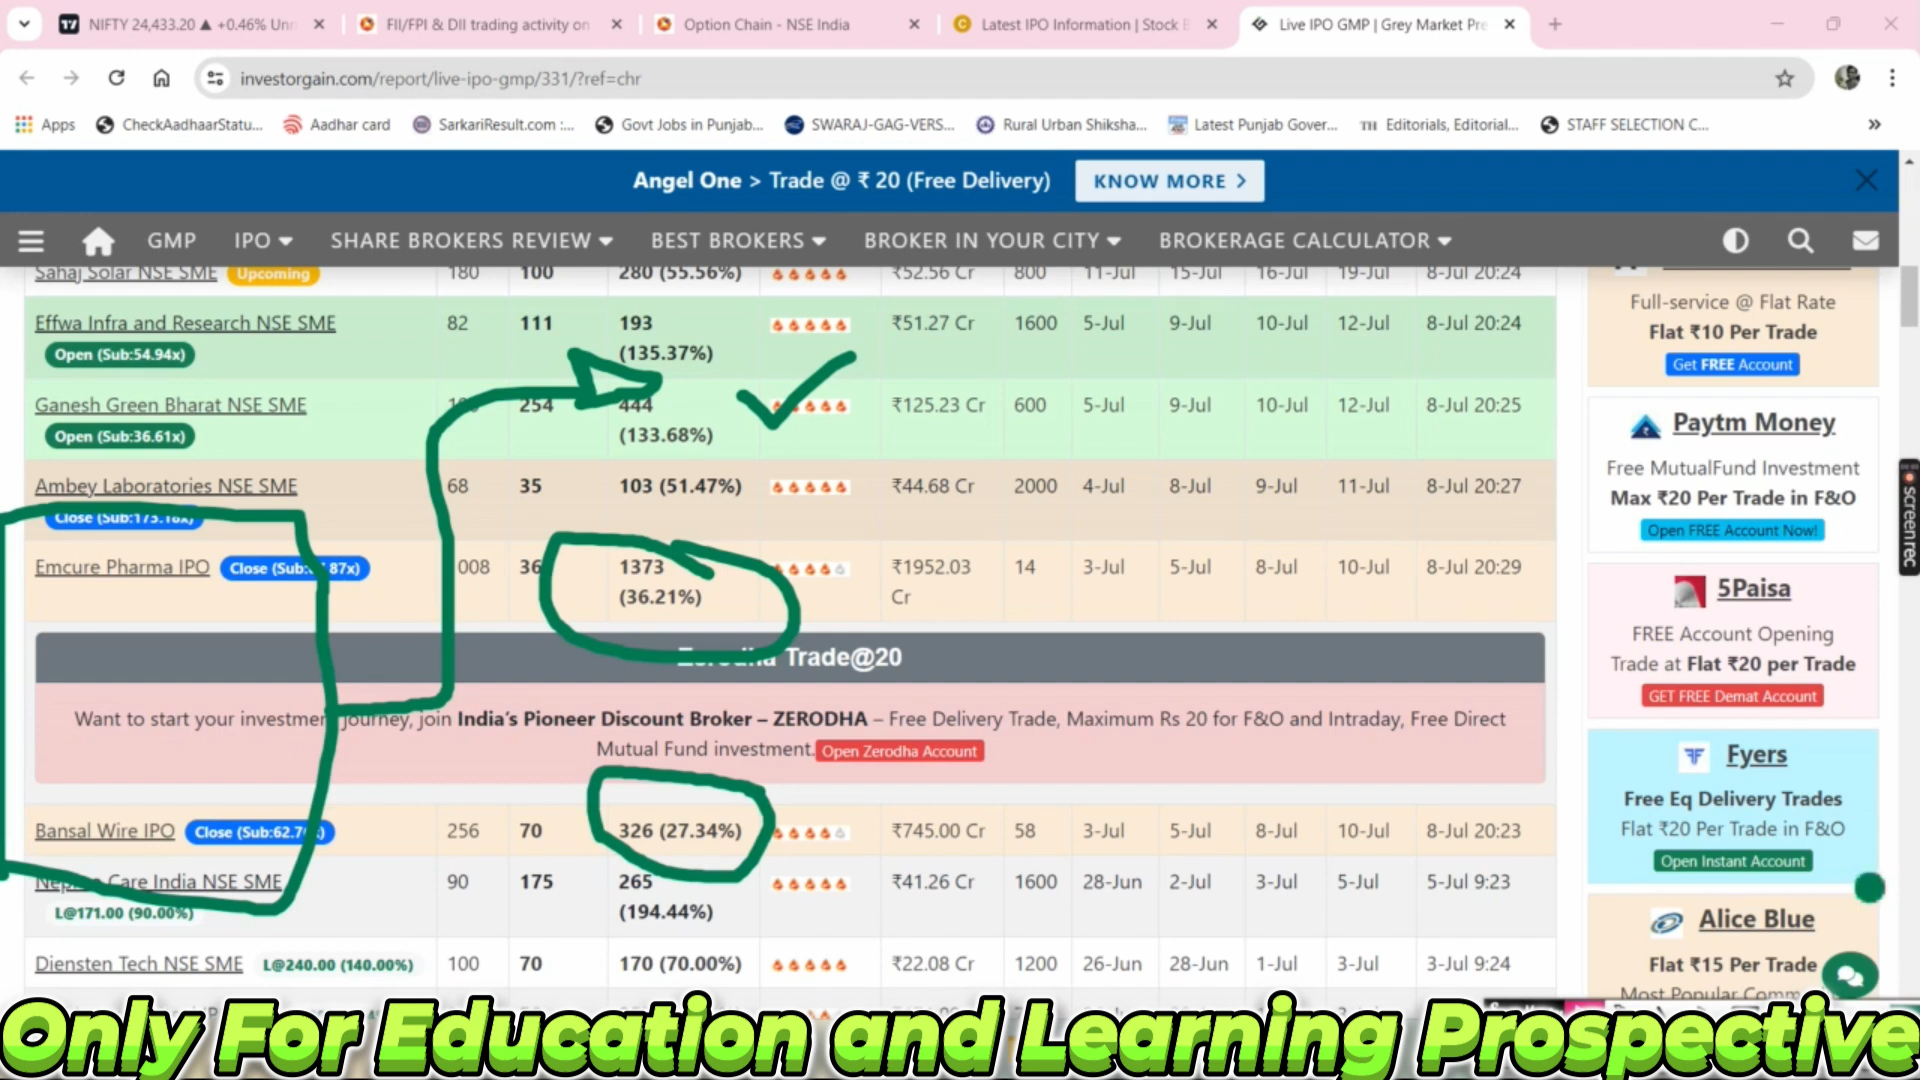 NIFTY 24,433.20 ▲ +0.46% Unn
FII/FPI & DII trading activity on
Option Chain - NSE India
Latest IPO Information | Stock B
Live IPO GMP | Grey Market Pre
investorgain.com/report/live-ipo-gmp/331/?ref=chr
Apps
CheckAadhaarStatu...
Aadhar card
SarkariResult.com :...
Govt Jobs in Punjab...
SWARAJ-GAG-VERS...
Rural Urban Shiksha...
Latest Punjab Gover...
Editorials, Editorial...
STAFF SELECTION C...
Angel One > Trade @ ₹ 20 (Free Delivery) KNOW MORE
GMP IPO SHARE BROKERS REVIEW BEST BROKERS BROKER IN YOUR CITY BROKERAGE CALCULATOR
Sahaj Solar NSE SME Upcoming 180 100 280 (55.56%) ₹52.56 Cr 800 11-Jul 15-Jul 16-Jul 19-Jul 8-Jul 20:24
Effwa Infra and Research NSE SME 82 111 193 ₹51.27 Cr 1600 5-Jul 9-Jul 10-Jul 12-Jul 8-Jul 20:24
Open (Sub:54.94x) (135.37%)
Ganesh Green Bharat NSE SME 254 444 ₹125.23 Cr 600 5-Jul 9-Jul 10-Jul 12-Jul 8-Jul 20:25
Open (Sub:36.61x) (133.68%)
Ambey Laboratories NSE SME 68 35 103 (51.47%) ₹44.68 Cr 2000 4-Jul 8-Jul 9-Jul 11-Jul 8-Jul 20:27
Close (Sub:173.18x)
Emcure Pharma IPO Close 008 36 1373 ₹1952.03 14 3-Jul 5-Jul 8-Jul 10-Jul 8-Jul 20:29
(36.21%) Cr
Zerodha Trade@20
Want to start your investment journey, join India's Pioneer Discount Broker – ZERODHA – Free Delivery Trade, Maximum Rs 20 for F&O and Intraday, Free Direct
Mutual Fund investment. Open Zerodha Account
Bansal Wire IPO Close 256 70 326 (27.34%) ₹745.00 Cr 58 3-Jul 5-Jul 8-Jul 10-Jul 8-Jul 20:23
Care India NSE SME 90 175 265 ₹41.26 Cr 1600 28-Jun 2-Jul 3-Jul 5-Jul 5-Jul 9:23
L@171.00 (90.00%) (194.44%)
Diensten Tech NSE SME L@240.00 (140.00%) 100 70 170 (70.00%) ₹22.08 Cr 1200 26-Jun 28-Jun 1-Jul 3-Jul 3-Jul 9:24
Full-service @ Flat Rate
Flat ₹10 Per Trade
Get FREE Account
Paytm Money
Free MutualFund Investment
Max ₹20 Per Trade in F&O
Open FREE Account Now!
5Paisa
FREE Account Opening
Trade at Flat ₹20 per Trade
GET FREE Demat Account
Fyers
Free Eq Delivery Trades
Flat ₹20 Per Trade in F&O
Open Instant Account
Alice Blue
Flat ₹15 Per Trade
Most Popular Comm
screenrec
Only For Education and Learning Prospective